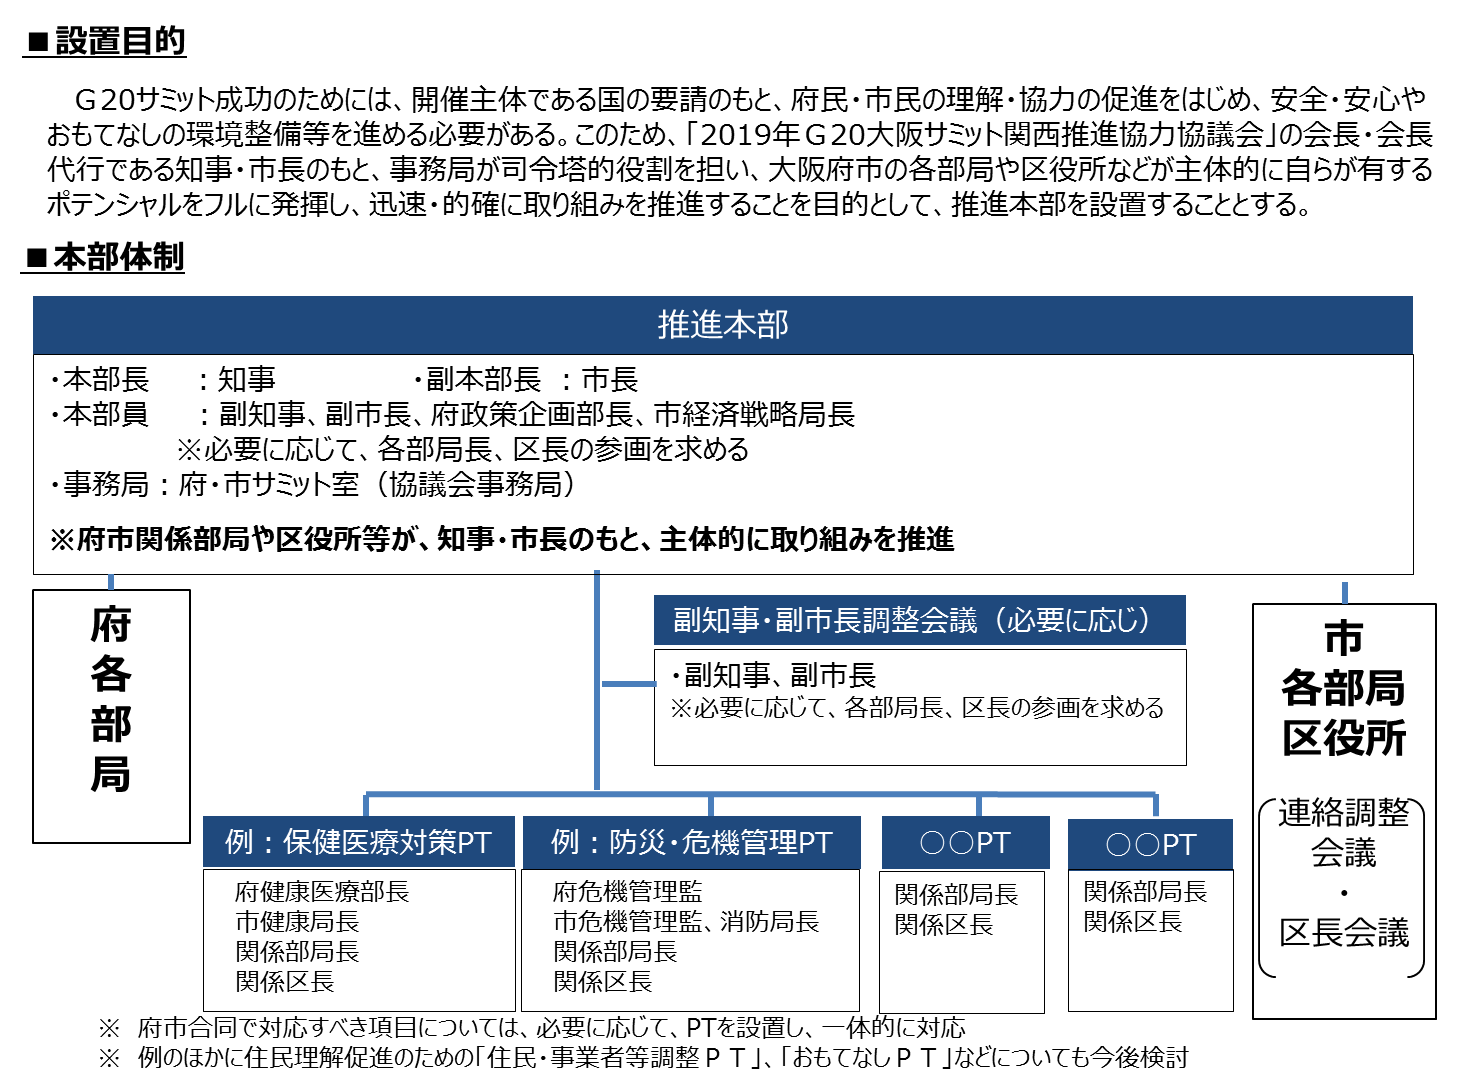 ■設置目的
Ｇ20サミット成功のためには、開催主体である国の要請のもと、府民・市民の理解・協力の促進をはじめ、安全・安心や
おもてなしの環境整備等を進める必要がある。このため、「2019年Ｇ20大阪サミット関西推進協力協議会」の会長・会長
代行である知事・市長のもと、事務局が司令塔的役割を担い、大阪府市の各部局や区役所などが主体的に自らが有する
ポテンシャルをフルに発揮し、迅速・的確に取り組みを推進することを目的として、推進本部を設置することとする。
■本部体制
推進本部
・本部長　：知事　　・副本部長　：市長
・本部員　：副知事、副市長、府政策企画部長、市経済戦略局長
※必要に応じて、各部局長、区長の参画を求める
・事務局：府・市サミット室（協議会事務局）
※府市関係部局や区役所等が、知事・市長のもと、主体的に取り組みを推進
府
各
部
局
副知事・副市長調整会議（必要に応じ）
・副知事、副市長
※必要に応じて、各部局長、区長の参画を求める
市
各部局
区役所
連絡調整
会議
・
区長会議
例：保健医療対策PT
府健康医療部長
市健康局長
関係部局長
関係区長
例：防災・危機管理PT
府危機管理監
市危機管理監、消防局長
関係部局長
関係区長
〇〇PT
関係部局長
関係区長
〇〇PT
関係部局長
関係区長
※　府市合同で対応すべき項目については、必要に応じて、PTを設置し、一体的に対応
※　例のほかに住民理解促進のための「住民・事業者等調整ＰＴ」、「おもてなしＰＴ」などについても今後検討